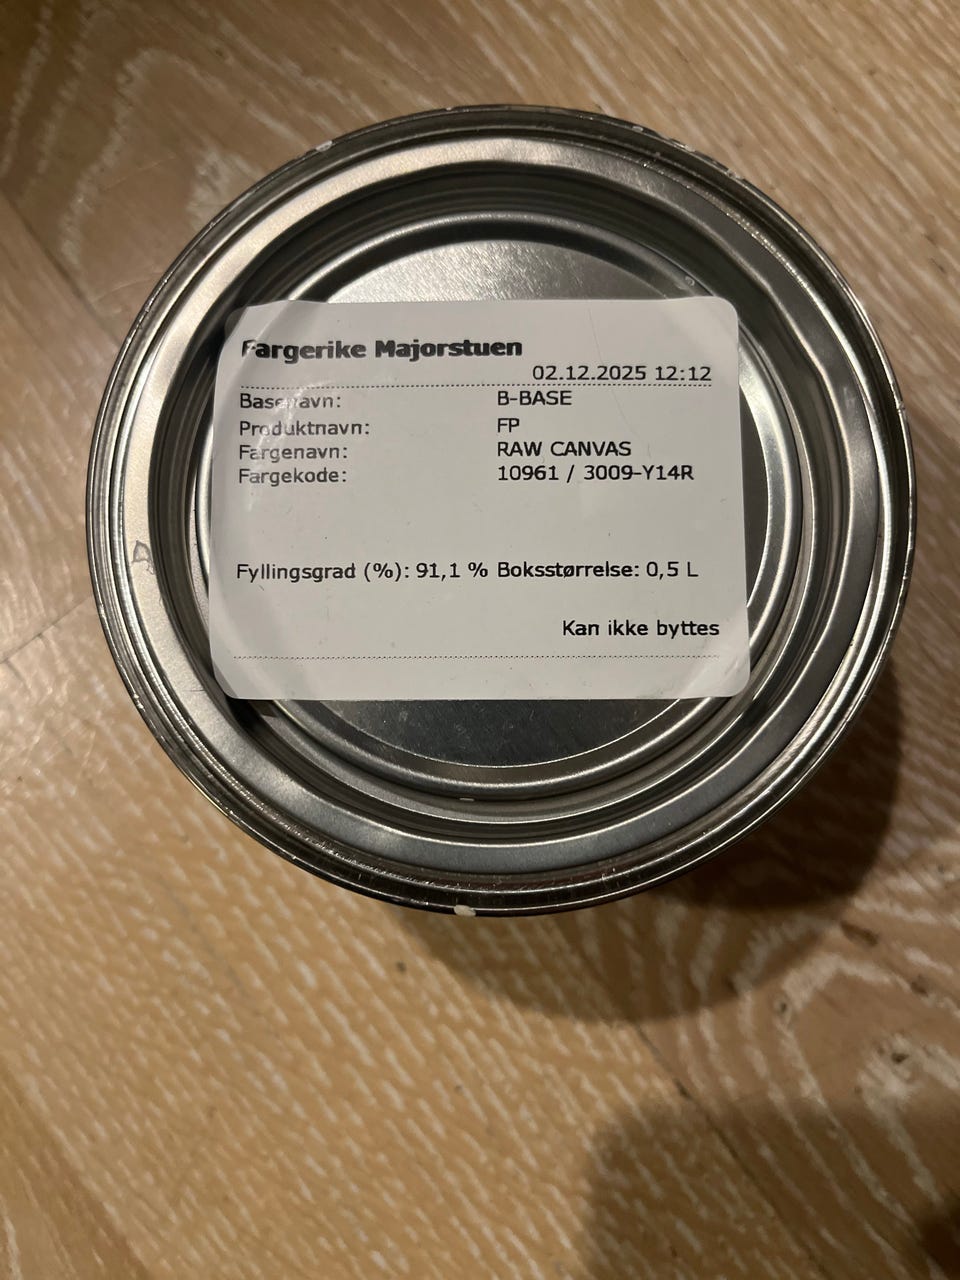 Fargerike Majorstuen
02.12.2025 12:12
Basenavn: B-BASE
Produktnavn: FP
Fargenavn: RAW CANVAS
Fargekode: 10961 / 3009-Y14R
Fyllingsgrad (%): 91,1 % Boksstørrelse: 0,5 L
Kan ikke byttes